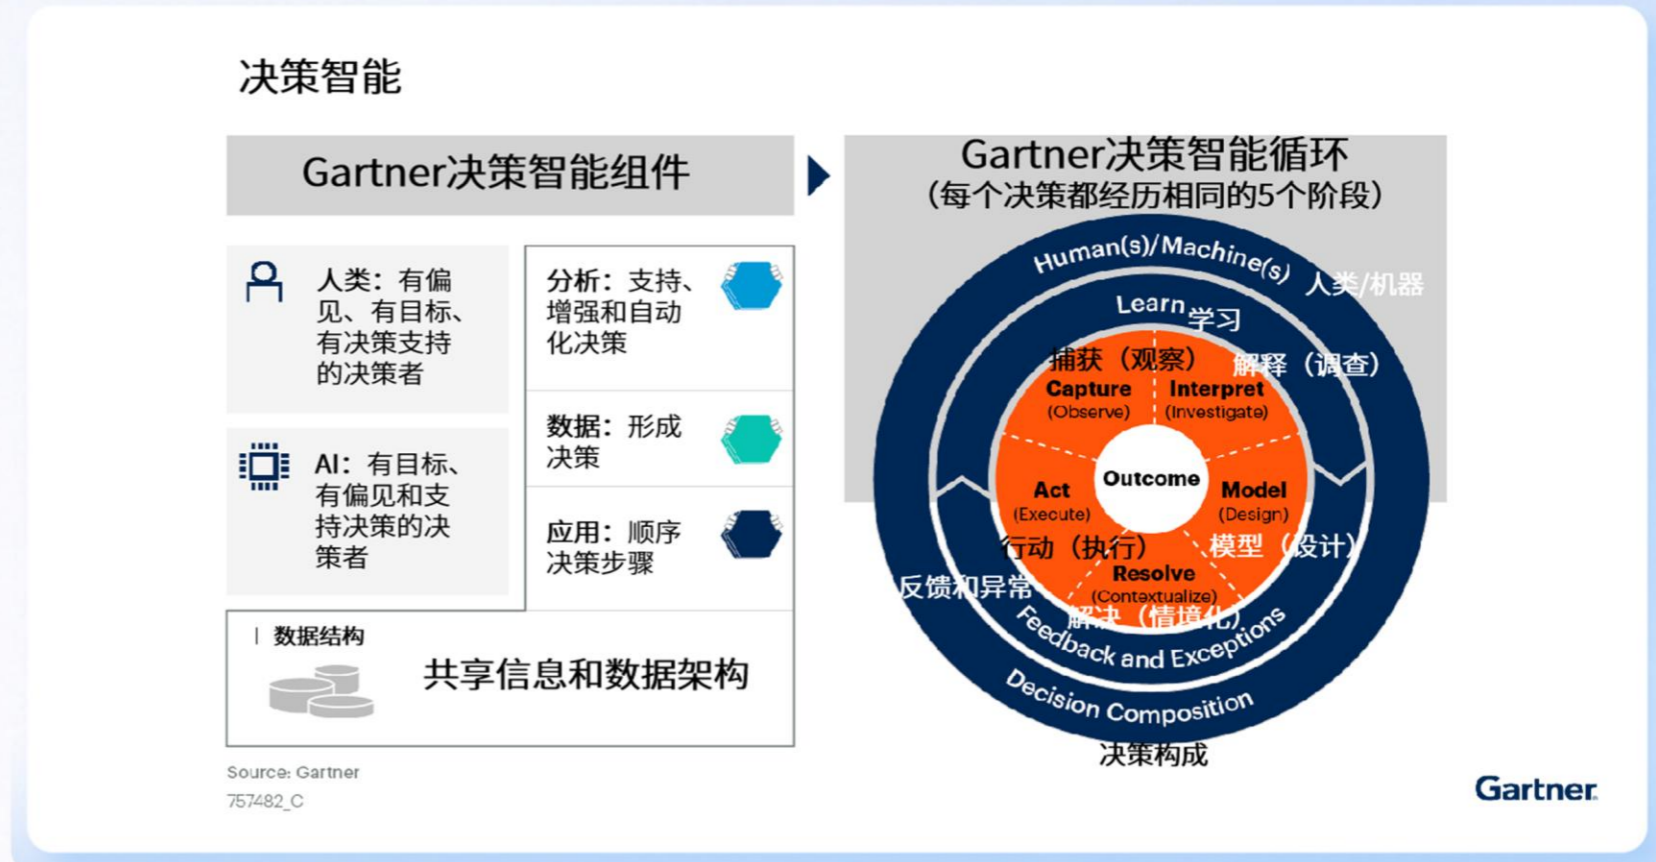 决策智能
Gartner决策智能组件
人类：有偏
见、有目标、
有决策支持
的决策者
AI：有目标、
有偏见和支
持决策的决
策者
分析：支持、
增强和自动
化决策
数据：形成
决策
应用：顺序
决策步骤
数据结构
共享信息和数据架构
Source: Gartner
757482_C
Gartner决策智能循环
（每个决策都经历相同的5个阶段）
Human(s)/Machine(s)
人类/机器
Learn
学习
捕获（观察）
Capture
(Observe)
解释（调查）
Interpret
(Investigate)
Outcome
Act
(Execute)
行动（执行）
Model
(Design)
模型（设计）
Resolve
(Contextualize)
解决（情境化）
反馈和异常
Feedback and Exceptions
Decision Composition
决策构成
Gartner.